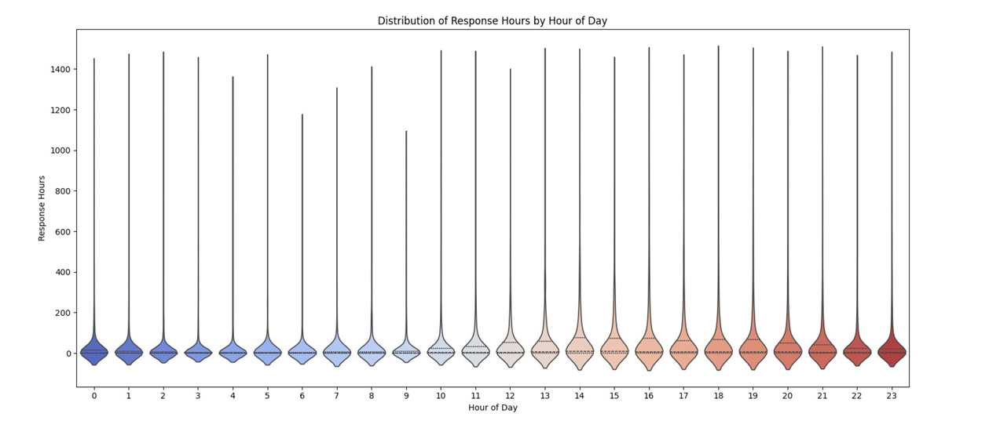 Distribution of Response Hours by Hour of Day
1400
1200
1000
800
600
400
200
0
Response Hours
0 1 2 3 4 5 6 7 8 9 10 11 12 13 14 15 16 17 18 19 20 21 22 23
Hour of Day